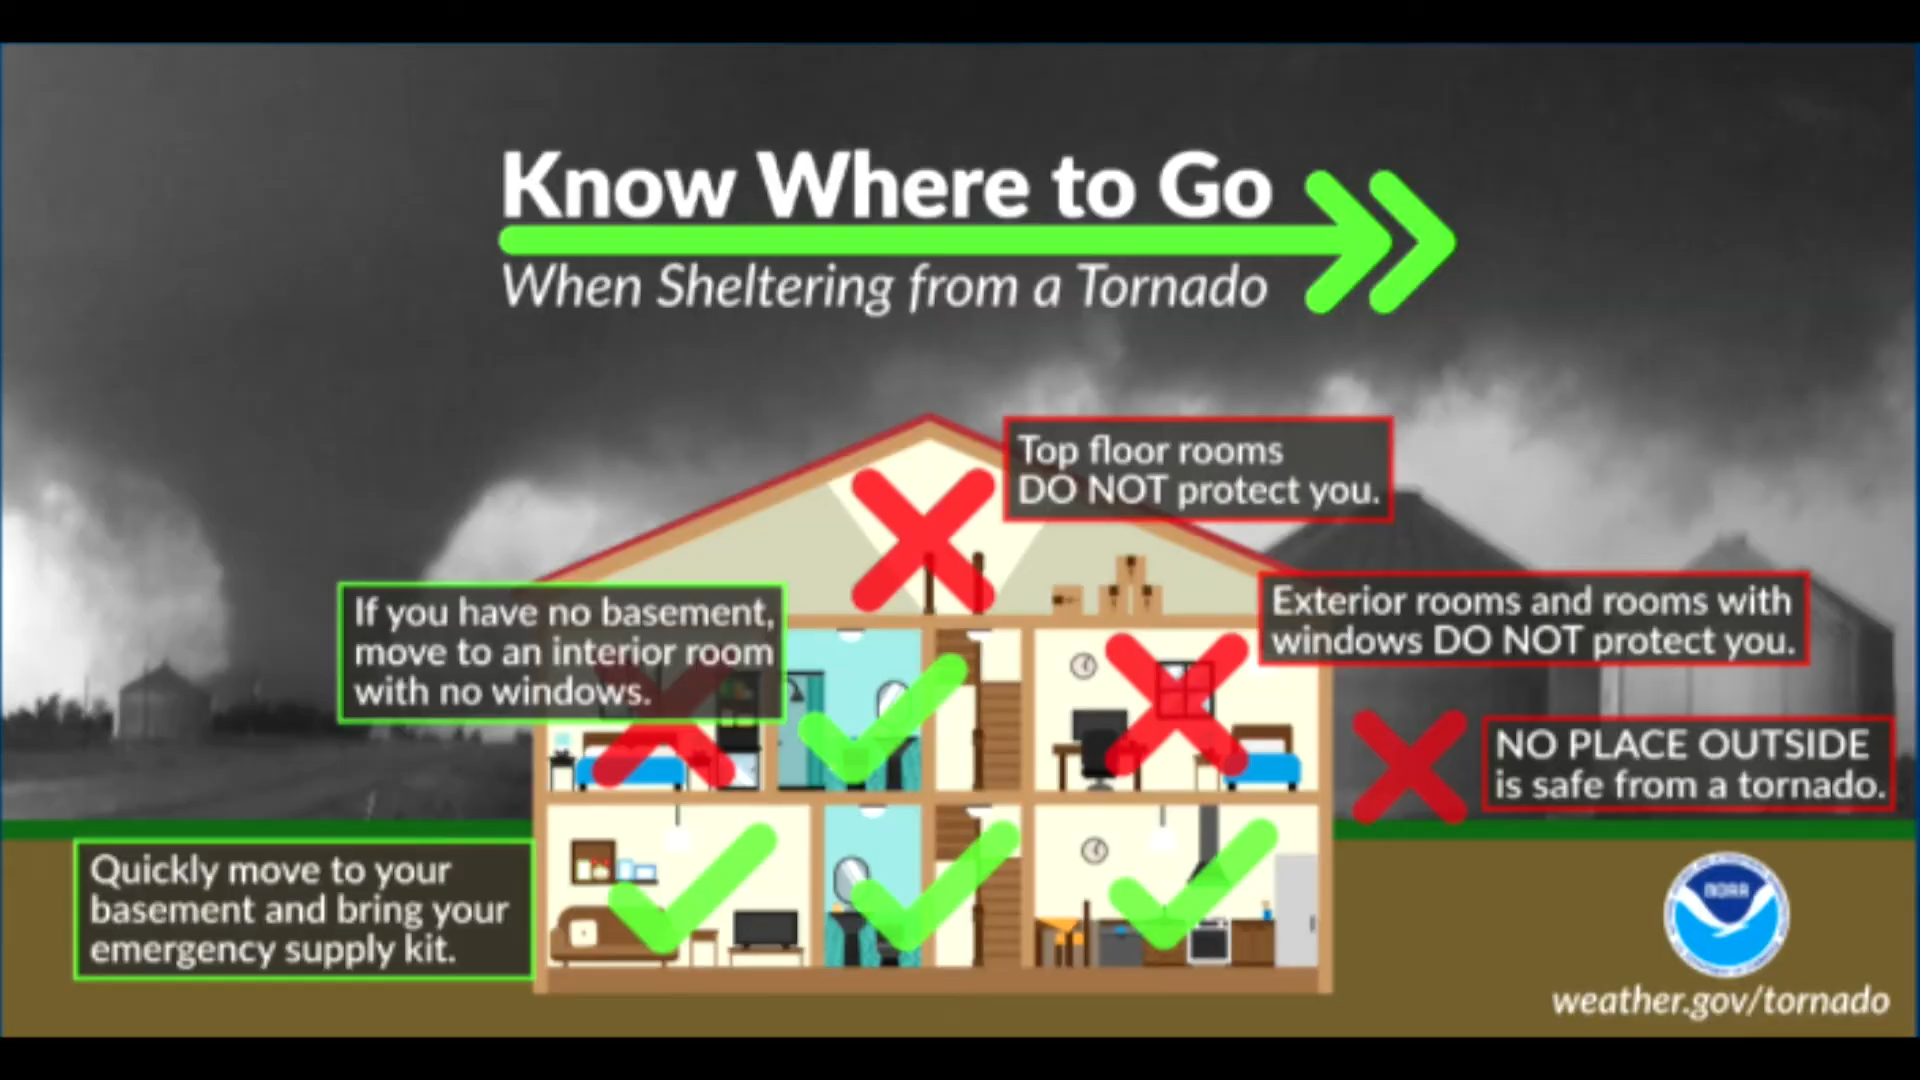 Know Where to Go
When Sheltering from a Tornado
Top floor rooms
DO NOT protect you.
If you have no basement,
move to an interior room
with no windows.
Exterior rooms and rooms with
windows DO NOT protect you.
NO PLACE OUTSIDE
is safe from a tornado.
Quickly move to your
basement and bring your
emergency supply kit.
NOAA
weather.gov/tornado